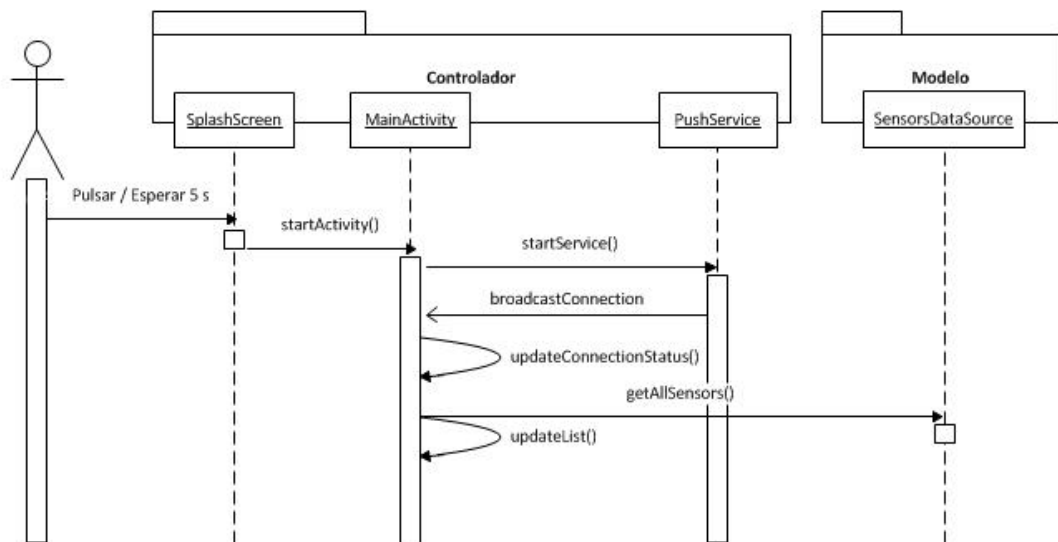 Controlador
Modelo
SplashScreen
MainActivity
PushService
SensorsDataSource
Pulsar / Esperar 5 s
startActivity()
startService()
broadcastConnection
updateConnectionStatus()
getAllSensors()
updateList()